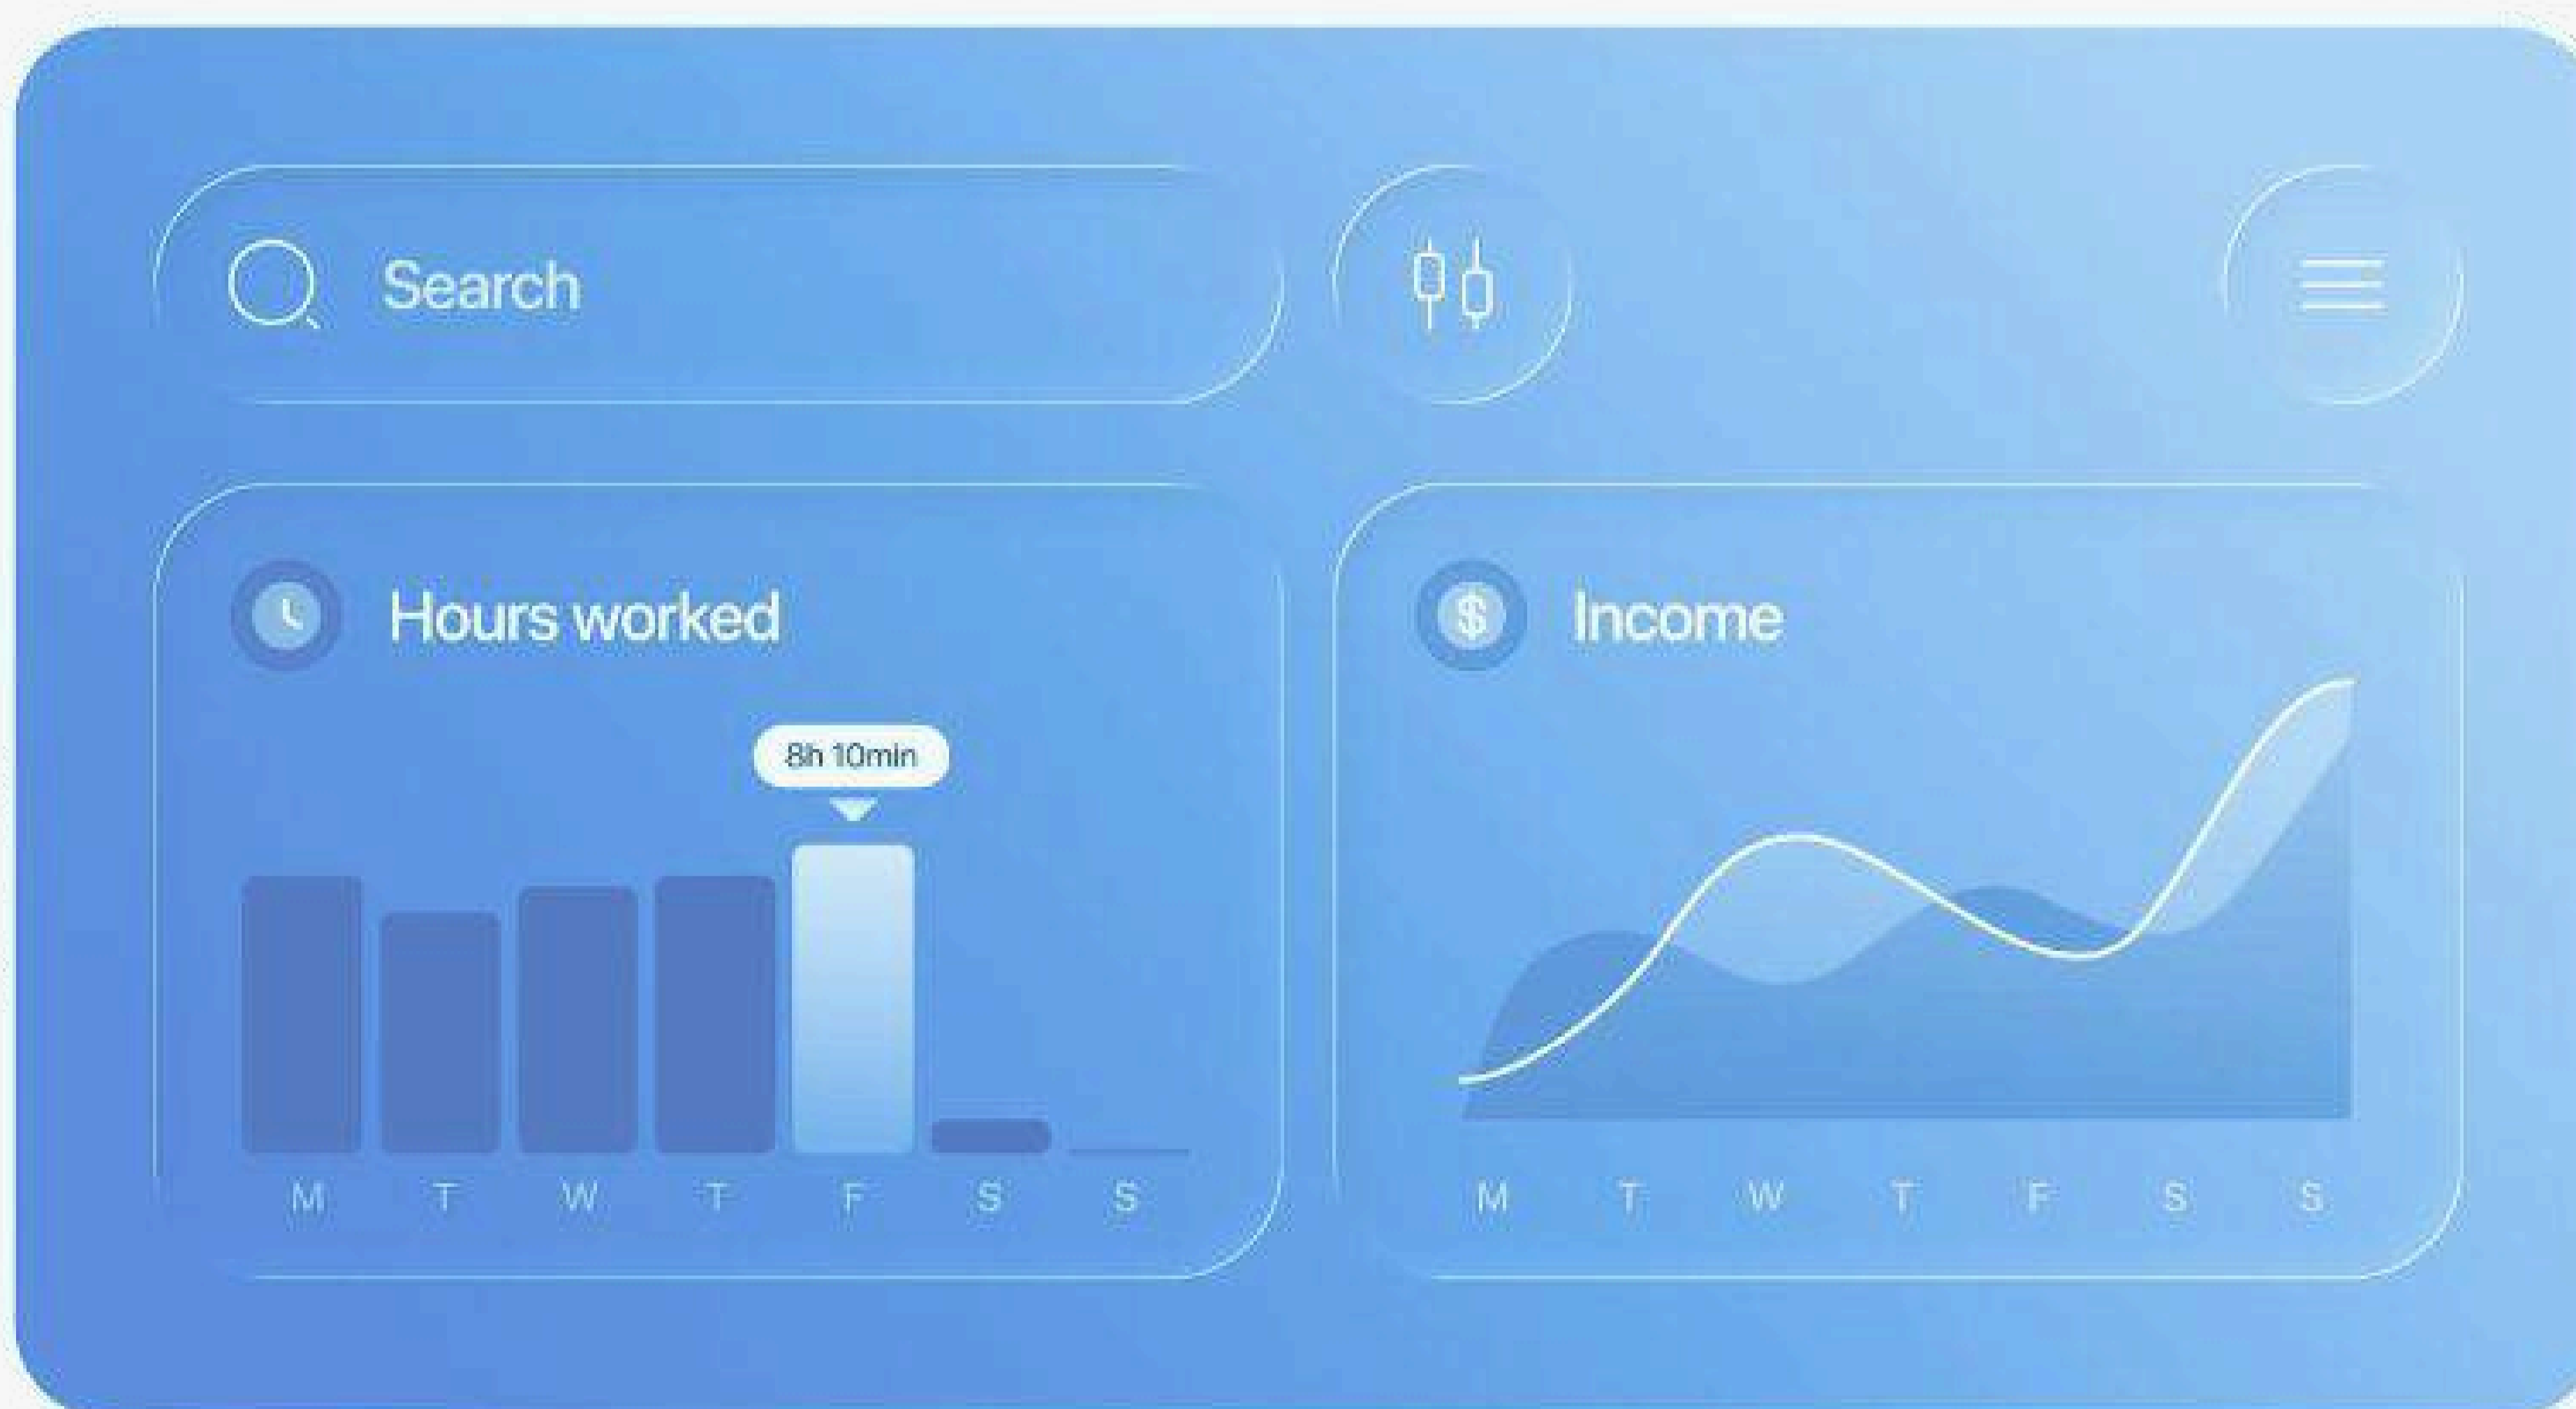 Search
Hours worked
8h 10min
M T W T F S S
$ Income
M T W T F S S